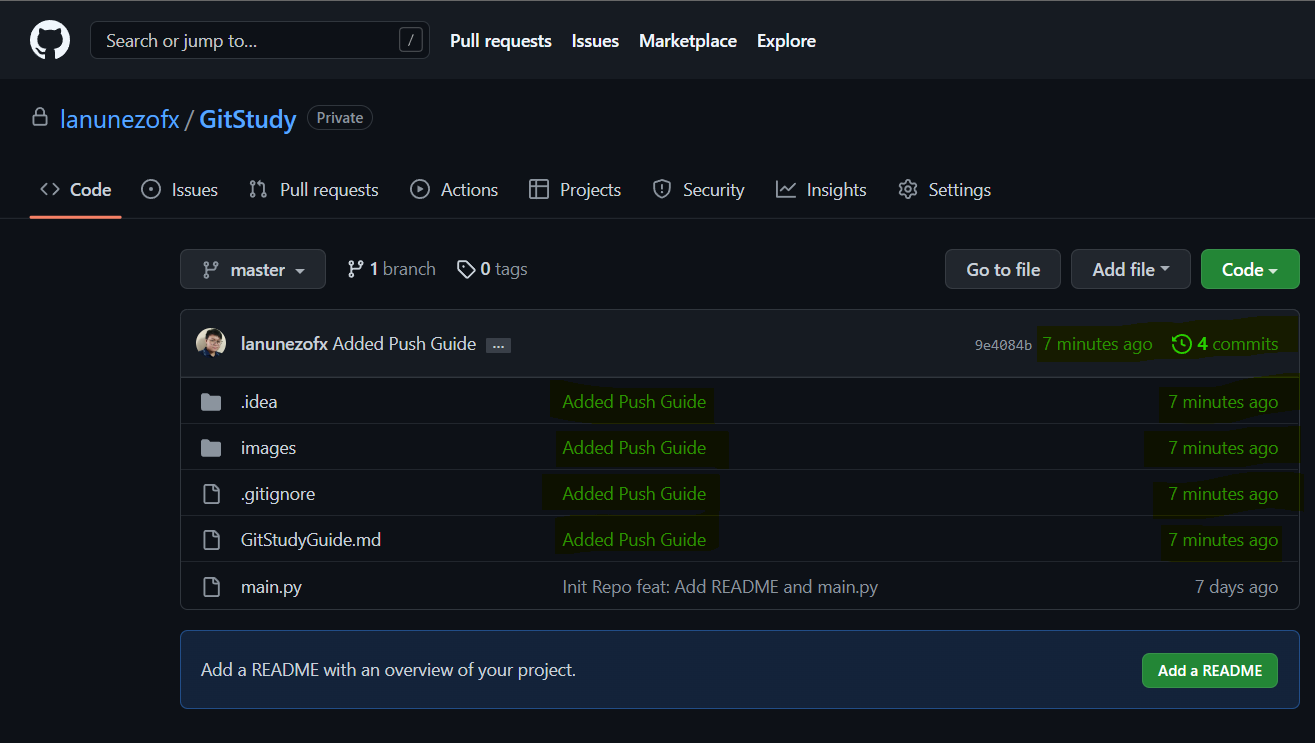 Search or jump to... /
Pull requests Issues Marketplace Explore
lanunezofx / GitStudy Private
Code Issues Pull requests Actions Projects Security Insights Settings
master 1 branch 0 tags Go to file Add file Code
lanunezofx Added Push Guide ... 9e4084b 7 minutes ago 4 commits
.idea Added Push Guide 7 minutes ago
images Added Push Guide 7 minutes ago
.gitignore Added Push Guide 7 minutes ago
GitStudyGuide.md Added Push Guide 7 minutes ago
main.py Init Repo feat: Add README and main.py 7 days ago
Add a README with an overview of your project. Add a README